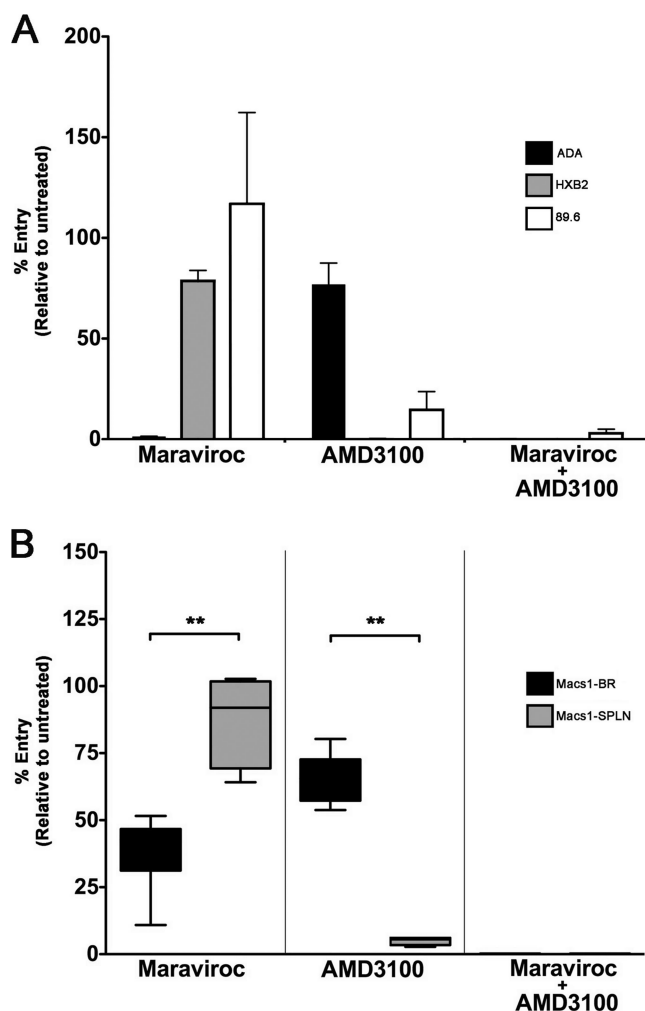 A
% Entry
(Relative to untreated)
200
150
100
50
0
ADA
HXB2
89.6
Maraviroc
AMD3100
Maraviroc
+
AMD3100
B
% Entry
(Relative to untreated)
150
125
100
75
50
25
0
**
**
Macs1-BR
Macs1-SPLN
Maraviroc
AMD3100
Maraviroc
+
AMD3100